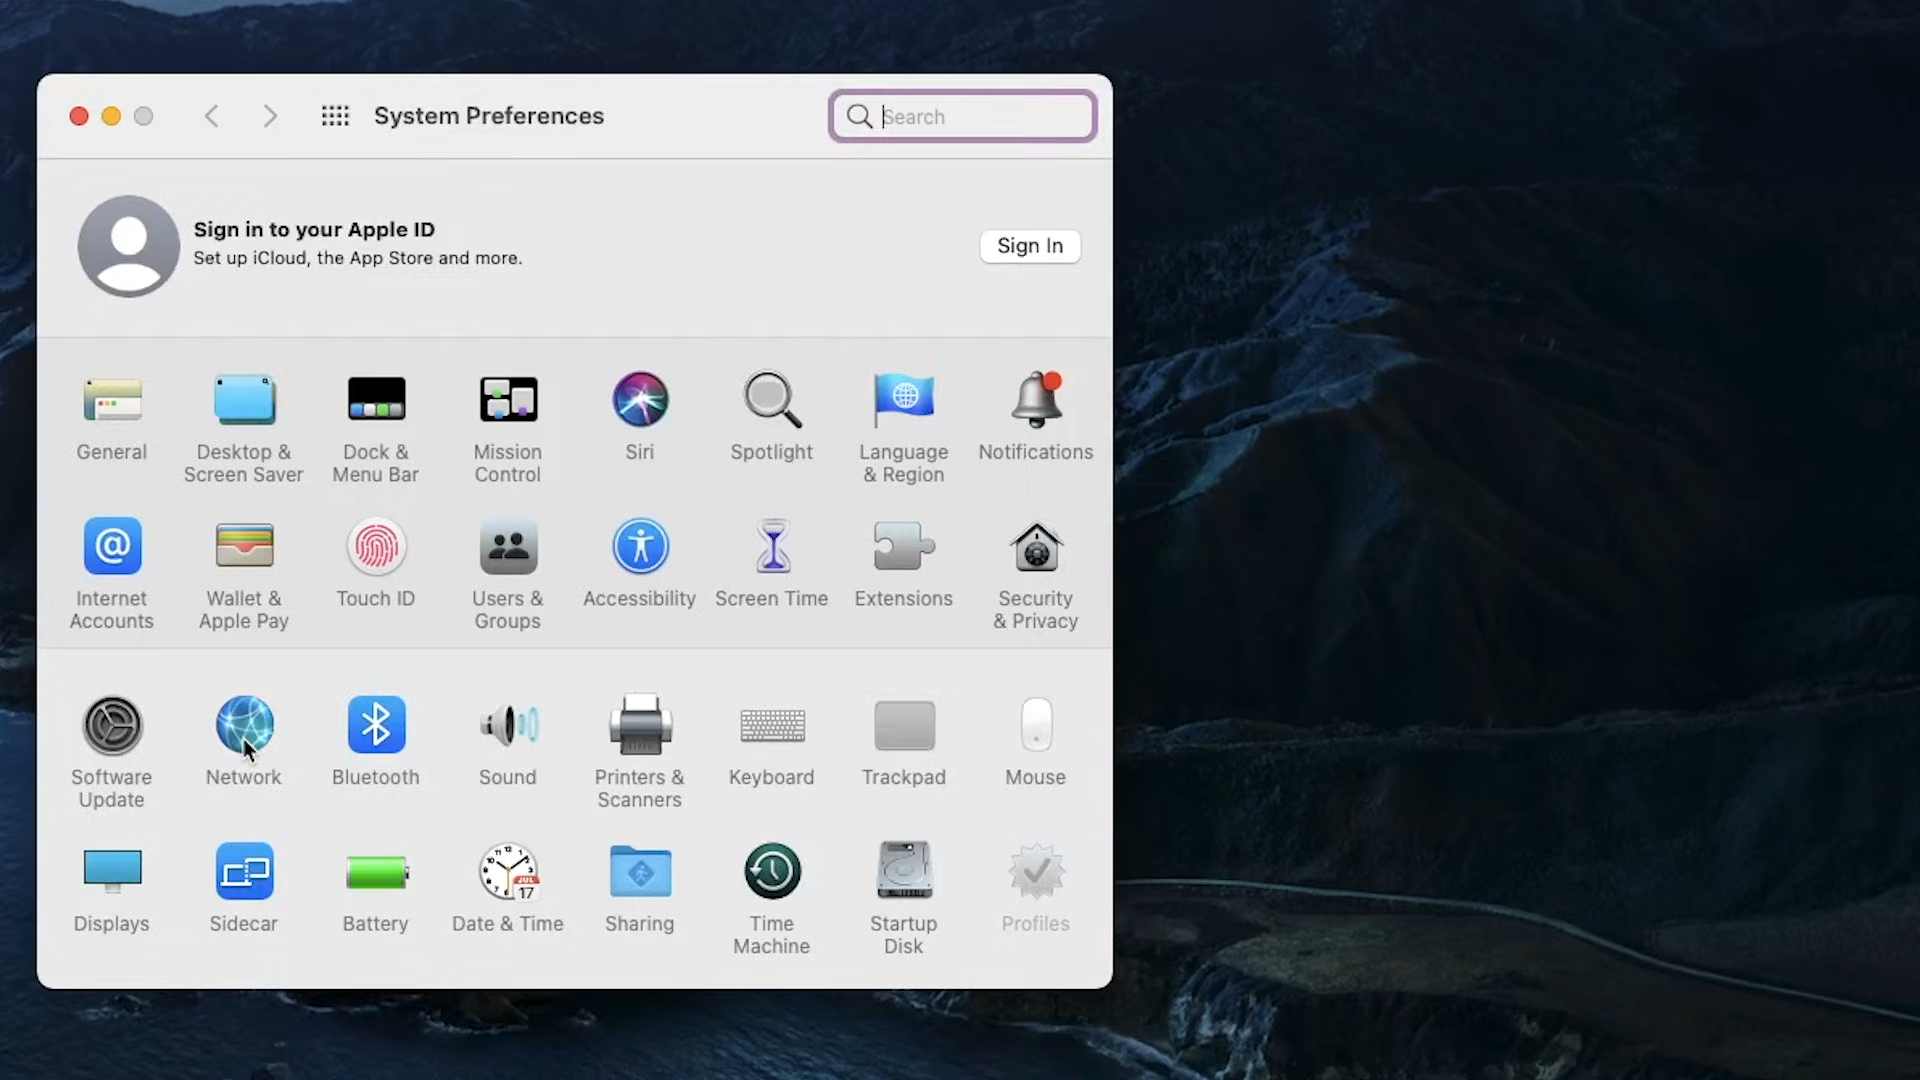 System Preferences
Search
Sign in to your Apple ID
Set up iCloud, the App Store and more.
Sign In
General
Desktop &
Screen Saver
Dock &
Menu Bar
Mission
Control
Siri
Spotlight
Language
& Region
Notifications
@
Internet
Accounts
Wallet &
Apple Pay
Touch ID
Users &
Groups
Accessibility
Screen Time
Extensions
Security
& Privacy
Software
Update
Network
Bluetooth
Sound
Printers &
Scanners
Keyboard
Trackpad
Mouse
Displays
Sidecar
Battery
JUL
17
Date & Time
Sharing
Time
Machine
Startup
Disk
Profiles